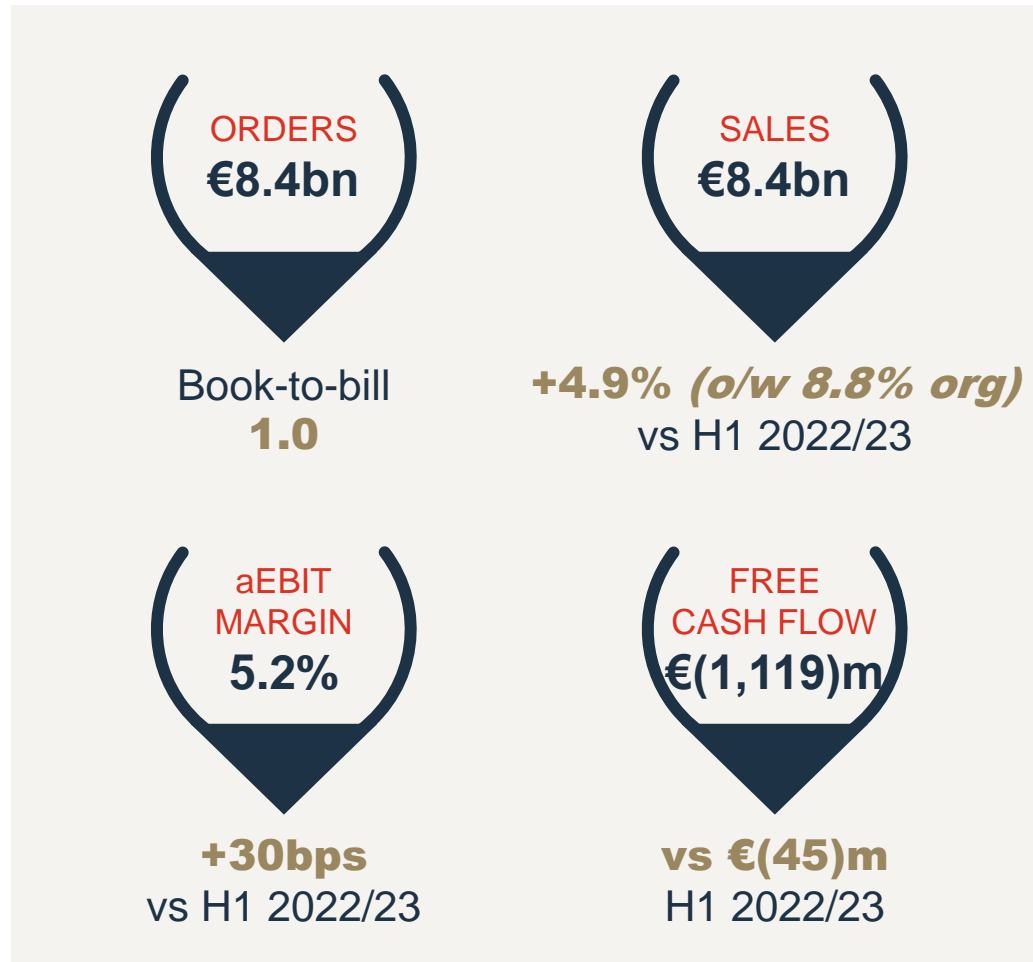 ORDERS
€8.4bn
Book-to-bill
1.0
SALES
€8.4bn
+4.9% (o/w 8.8% org)
vs H1 2022/23
aEBIT
MARGIN
5.2%
+30bps
vs H1 2022/23
FREE
CASH FLOW
€(1,119)m
vs €(45)m
H1 2022/23